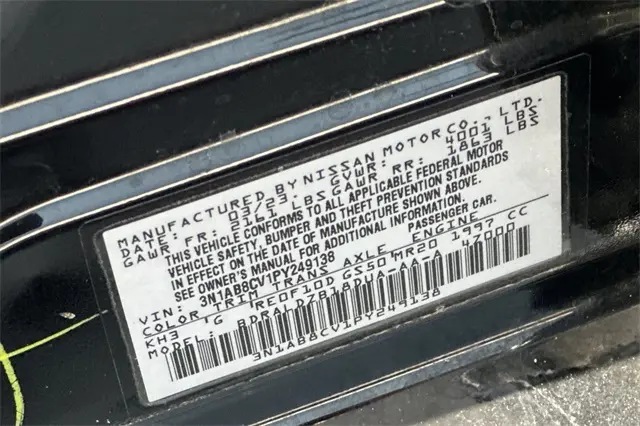 MANUFACTURED BY NISSAN MOTOR CO., LTD.
DATE: 03/23 GVWR: 4001 LBS
GAWR FR: 2161 LBS GAWR RR: 1863 LBS
THIS VEHICLE CONFORMS TO ALL APPLICABLE FEDERAL MOTOR
VEHICLE SAFETY, BUMPER AND THEFT PREVENTION STANDARDS
IN EFFECT ON THE DATE OF MANUFACTURE SHOWN ABOVE.
SEE OWNER'S MANUAL FOR ADDITIONAL INFORMATION.
VIN: 3N1AB8CV1PY249138 PASSENGER CAR.
COLOR TRIM TRANS AXLE ENGINE
KH3 G RE0F10D GS50 MR20 1997 CC
MODEL: BDRALDZB18DUA-AA-A 47000
3N1AB8CV1PY249138